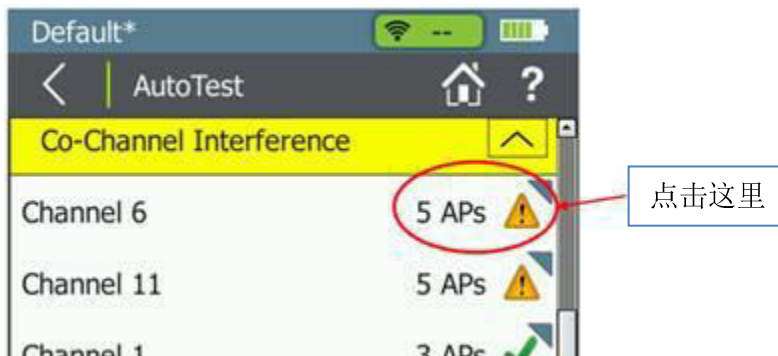 Default*
--
AutoTest
?
Co-Channel Interference
Channel 6 5 APs
点击这里
Channel 11 5 APs
Channel 1 3 APs